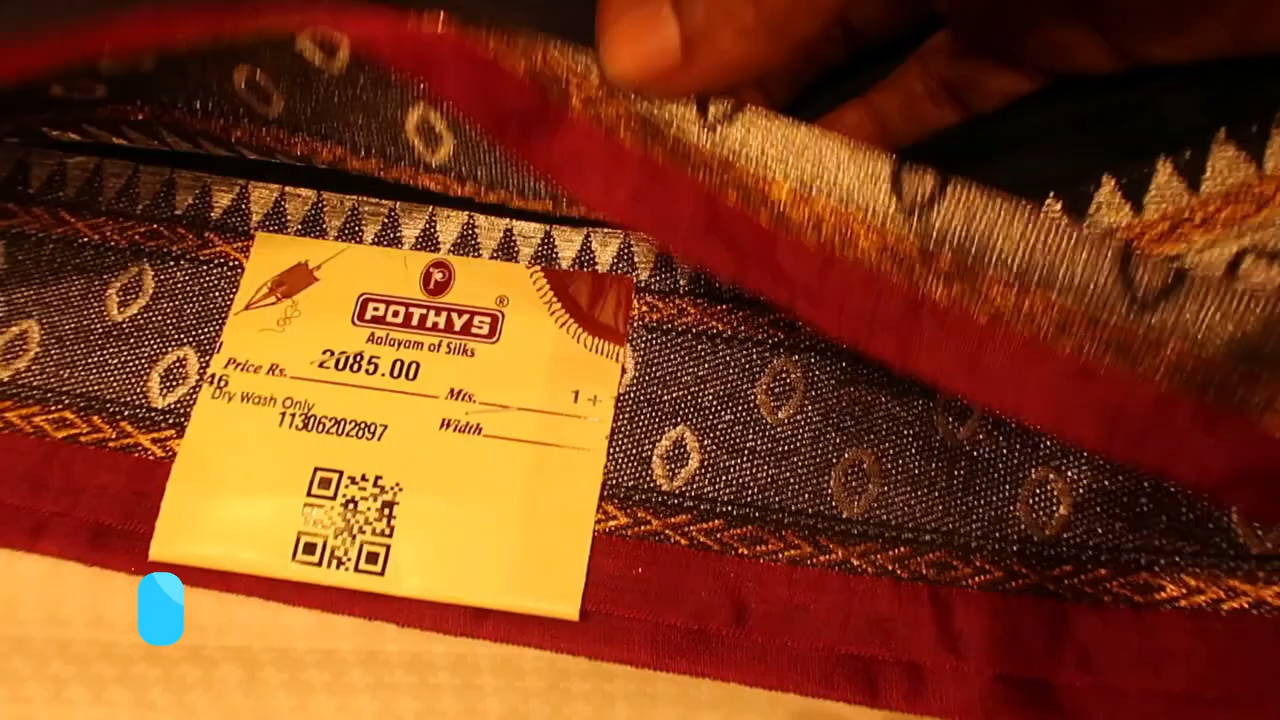 P
POTHYS ®
Aalayam of Silks
Price Rs. 2085.00
Mts. 1 +
46
Dry Wash Only
11306202897
Width